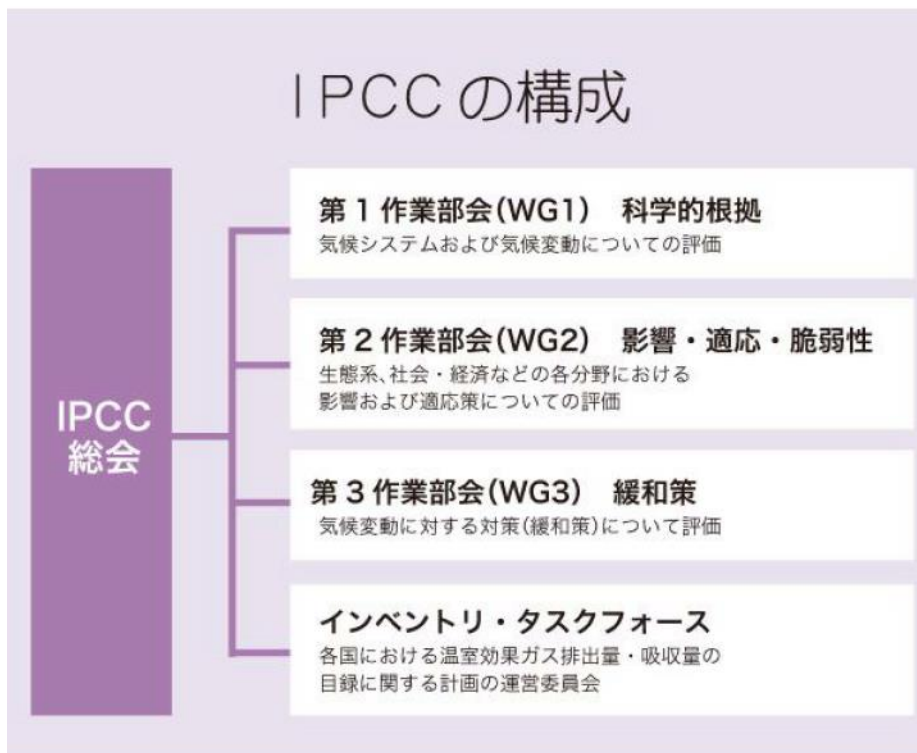 IPCCの構成
IPCC
総会
第1作業部会(WG1) 科学的根拠
気候システムおよび気候変動についての評価
第2作業部会(WG2) 影響・適応・脆弱性
生態系、社会・経済などの各分野における
影響および適応策についての評価
第3作業部会(WG3) 緩和策
気候変動に対する対策(緩和策)について評価
インベントリ・タスクフォース
各国における温室効果ガス排出量・吸収量の
目録に関する計画の運営委員会